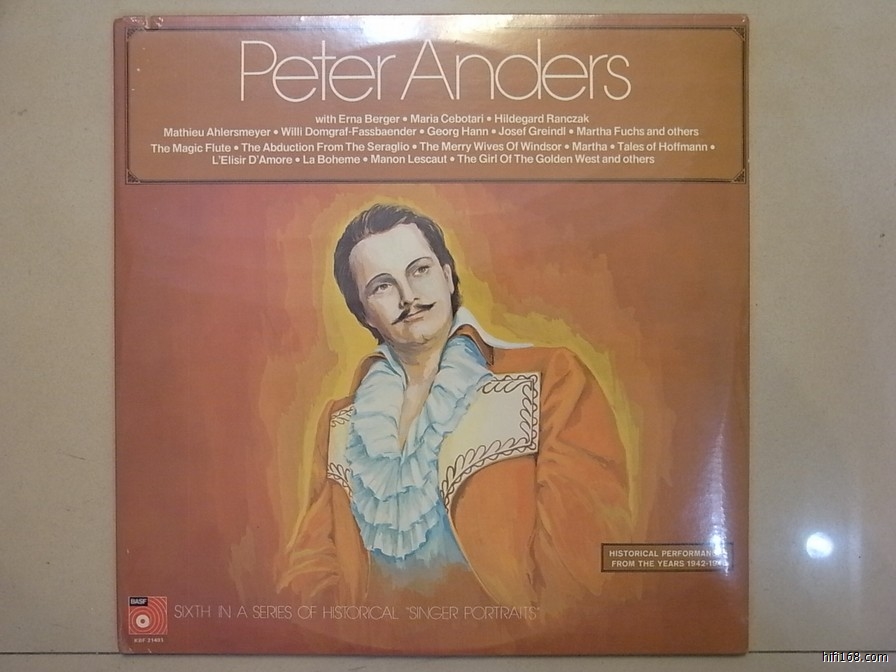 Peter Anders
with Erna Berger • Maria Cebotari • Hildegard Ranczak
Mathieu Ahlersmeyer • Willi Domgraf-Fassbaender • Georg Hann • Josef Greindl • Martha Fuchs and others
The Magic Flute • The Abduction From The Seraglio • The Merry Wives Of Windsor • Martha • Tales of Hoffmann •
L'Elisir D'Amore • La Boheme • Manon Lescaut • The Girl Of The Golden West and others
HISTORICAL
FROM THE YEARS
BASF
SIXTH IN A SERIES OF HISTORICAL "SINGER PORTRAITS"
hifi168.com